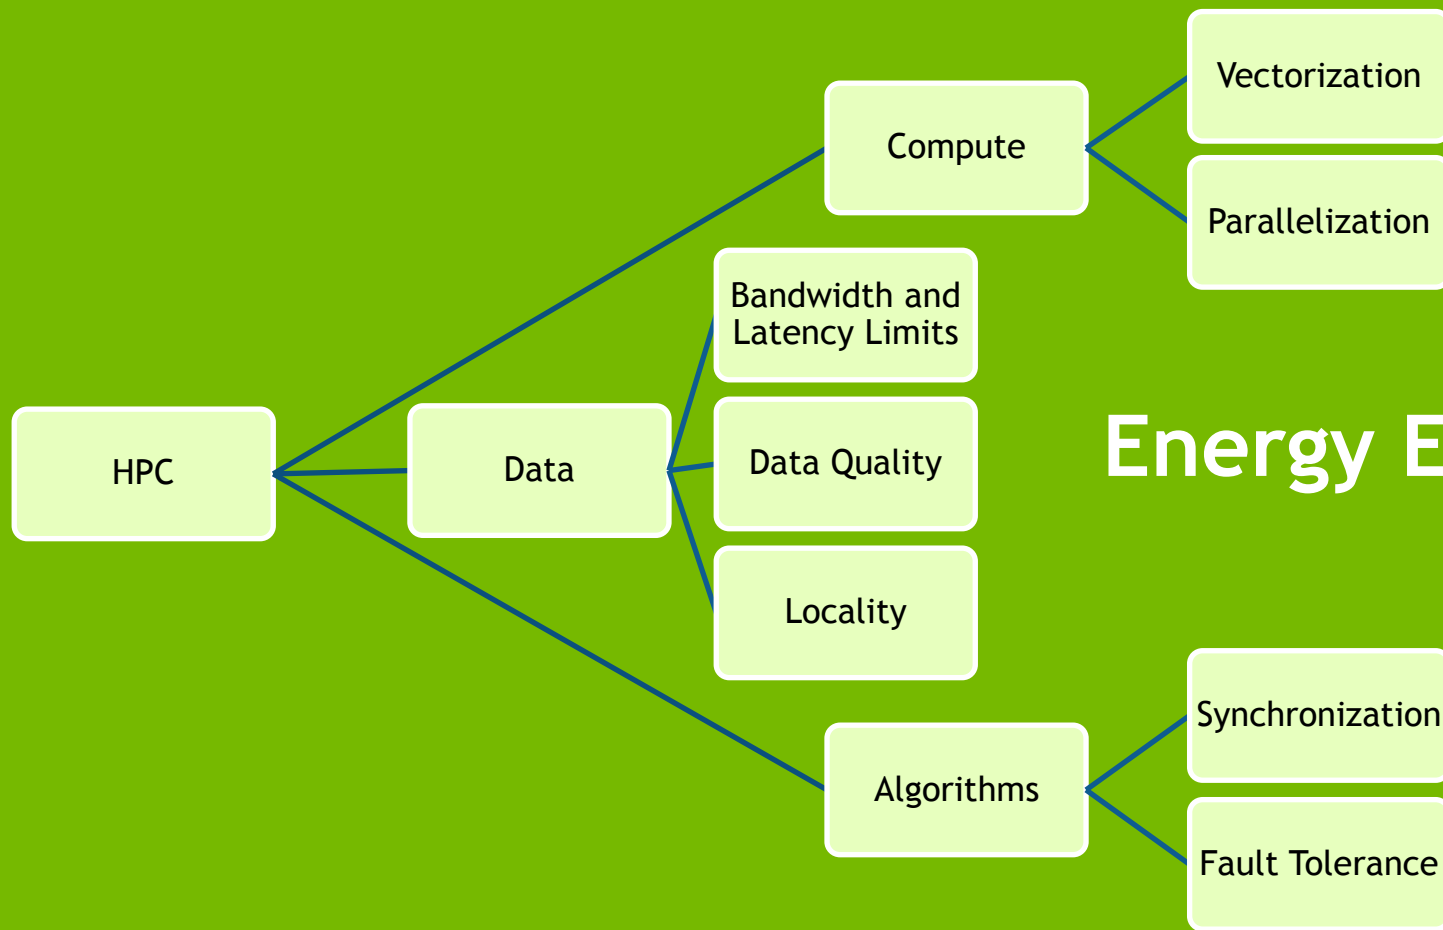 Vectorization
Compute
Parallelization
Bandwidth and
Latency Limits
HPC
Data
Data Quality
Energy E
Locality
Synchronization
Algorithms
Fault Tolerance